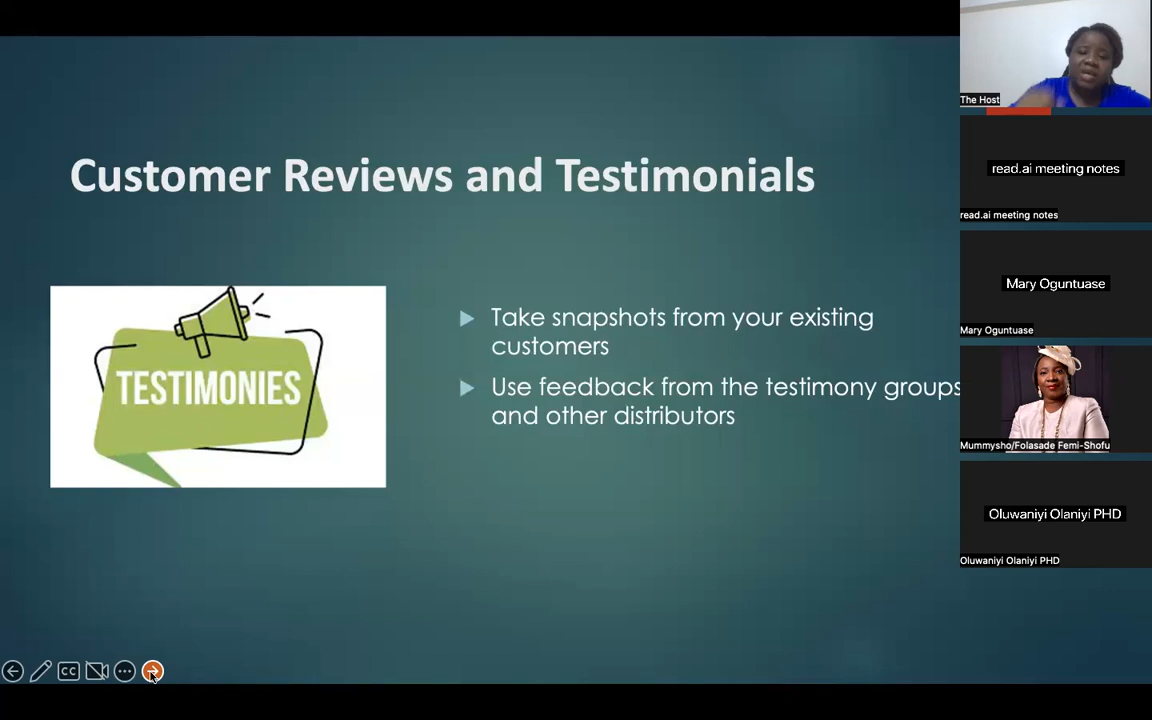 Customer Reviews and Testimonials
TESTIMONIES
Take snapshots from your existing
customers
Use feedback from the testimony groups
and other distributors
CC
The Host
read.ai meeting notes
read.ai meeting notes
Mary Oguntuase
Mary Oguntuase
Mummysho/Folasade Femi-Shofu
Oluwaniyi Olaniyi PHD
Oluwaniyi Olaniyi PHD